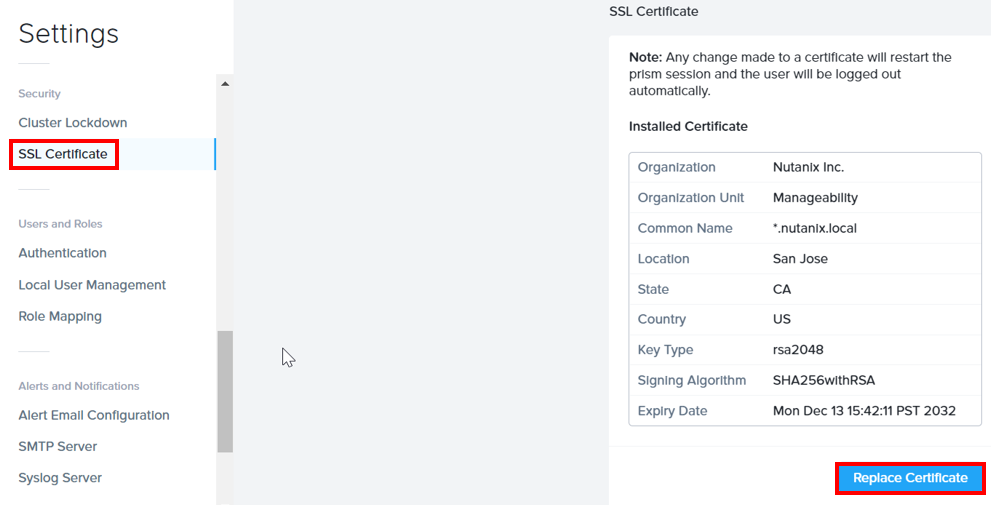 Settings
Security
Cluster Lockdown
SSL Certificate
Users and Roles
Authentication
Local User Management
Role Mapping
Alerts and Notifications
Alert Email Configuration
SMTP Server
Syslog Server
SSL Certificate
Note: Any change made to a certificate will restart the
prism session and the user will be logged out
automatically.
Installed Certificate
Organization Nutanix Inc.
Organization Unit Manageability
Common Name *.nutanix.local
Location San Jose
State CA
Country US
Key Type rsa2048
Signing Algorithm SHA256withRSA
Expiry Date Mon Dec 13 15:42:11 PST 2032
Replace Certificate